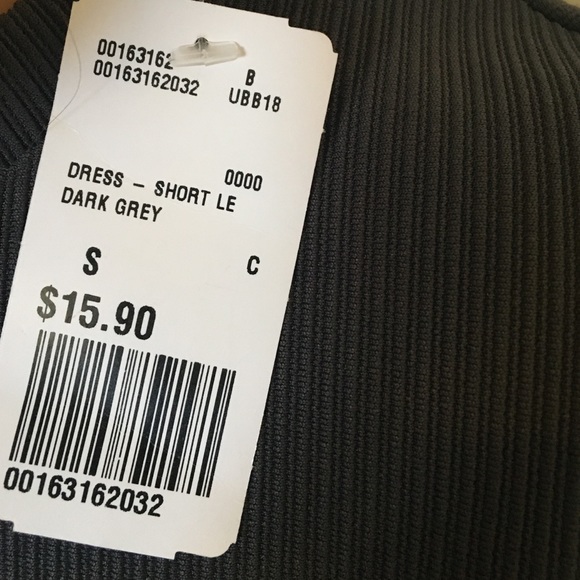 00163162
00163162032
B
UBB18
0000
DRESS – SHORT LE
DARK GREY
S C
$15.90
00163162032